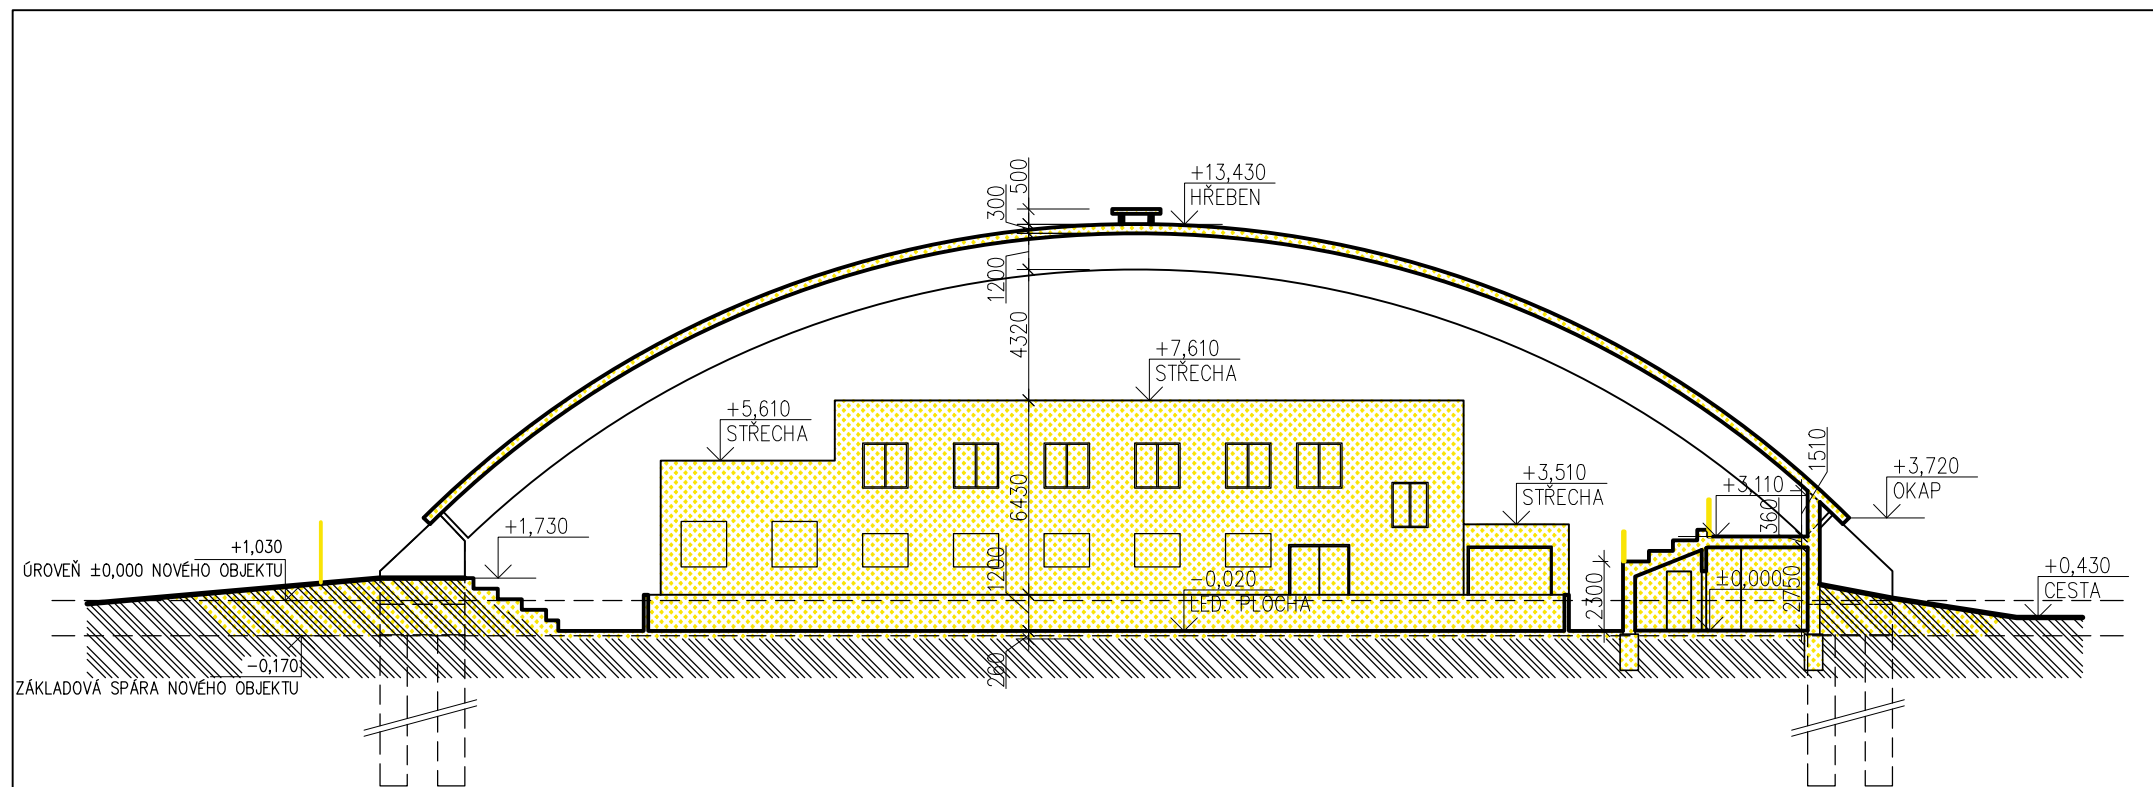 500
300
+13,430
HŘEBEN
1200
4320
+7,610
STŘECHA
+5,610
STŘECHA
1510
+3,720
OKAP
+3,510
STŘECHA
+3,110
360
6430
+1,730
+1,030
ÚROVEŇ ±0,000 NOVÉHO OBJEKTU
1200
-0,020
LED. PLOCHA
2300
±0,000
2750
+0,430
CESTA
-0,170
ZÁKLADOVÁ SPÁRA NOVÉHO OBJEKTU
260